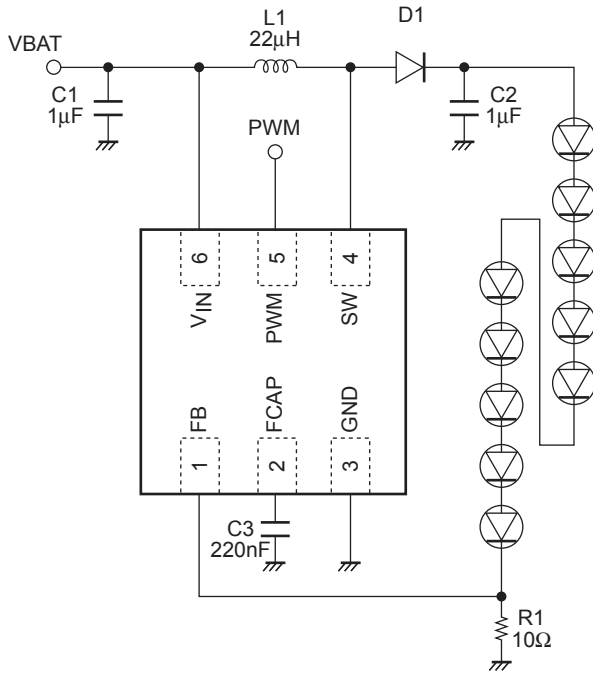 L1
22μH
D1
VBAT
C1
1μF
C2
1μF
PWM
6
5
4
VIN
PWM
SW
FB
FCAP
GND
1
2
3
C3
220nF
R1
10Ω